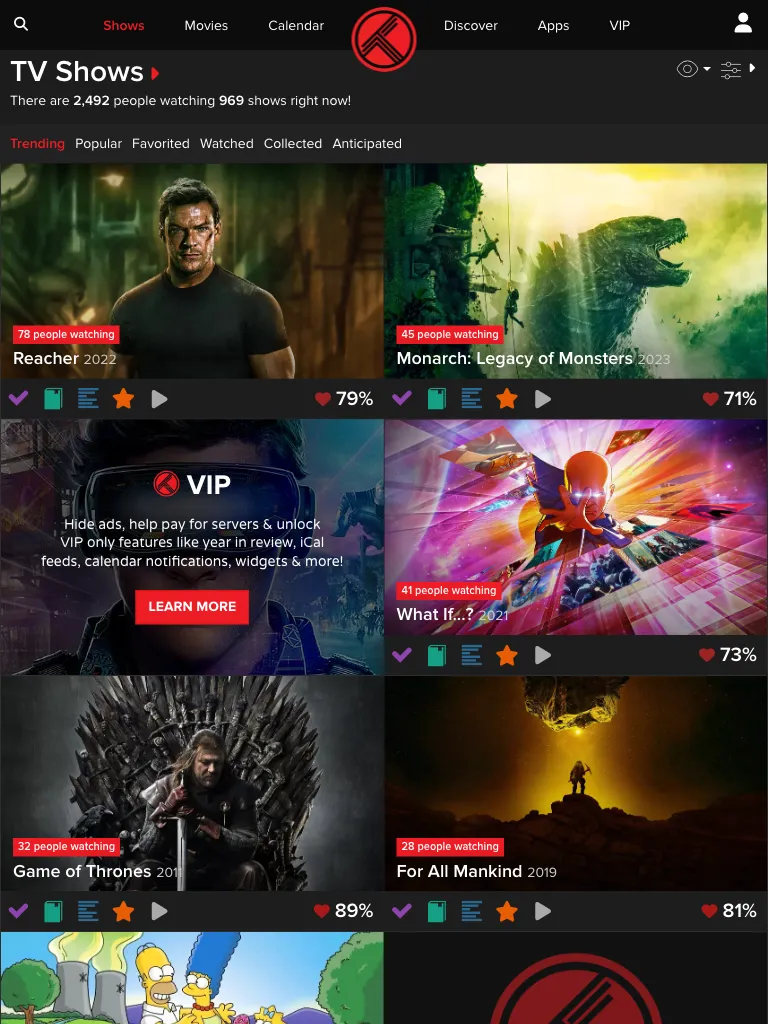 Shows Movies Calendar Discover Apps VIP
TV Shows
There are 2,492 people watching 969 shows right now!
Trending Popular Favorited Watched Collected Anticipated
78 people watching
Reacher 2022
79%
45 people watching
Monarch: Legacy of Monsters 2023
71%
VIP
Hide ads, help pay for servers & unlock
VIP only features like year in review, iCal
feeds, calendar notifications, widgets & more!
LEARN MORE
41 people watching
What If...? 2021
73%
32 people watching
Game of Thrones 2011
89%
28 people watching
For All Mankind 2019
81%